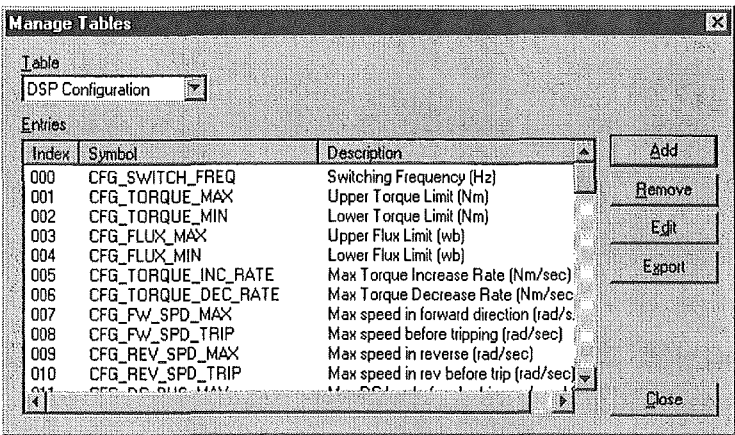 Manage Tables
Table
DSP Configuration
Entries
Index Symbol Description
000 CFG_SWITCH_FREQ Switching Frequency (Hz)
001 CFG_TORQUE_MAX Upper Torque Limit (Nm)
002 CFG_TORQUE_MIN Lower Torque Limit (Nm)
003 CFG_FLUX_MAX Upper Flux Limit (wb)
004 CFG_FLUX_MIN Lower Flux Limit (wb)
005 CFG_TORQUE_INC_RATE Max Torque Increase Rate (Nm/sec)
006 CFG_TORQUE_DEC_RATE Max Torque Decrease Rate (Nm/sec
007 CFG_FW_SPD_MAX Max speed in forward direction (rad/s.
008 CFG_FW_SPD_TRIP Max speed before tripping (rad/sec)
009 CFG_REV_SPD_MAX Max speed in reverse (rad/sec)
010 CFG_REV_SPD_TRIP Max speed in rev before trip (rad/sec)
Add
Remove
Edit
Export
Close